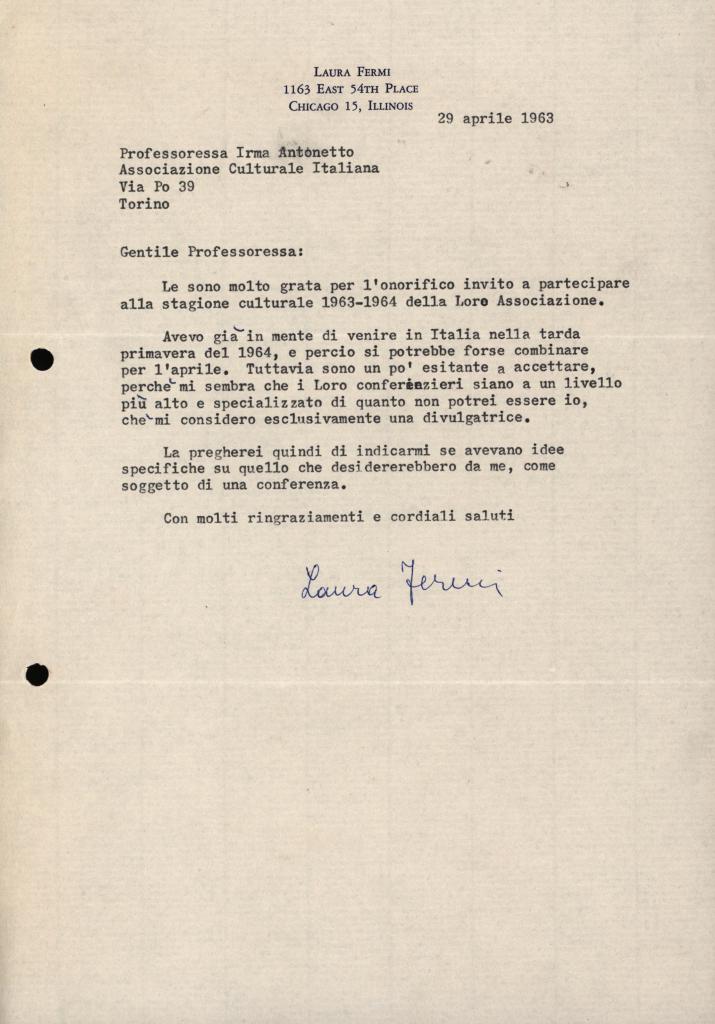 Laura Fermi
1163 East 54th Place
Chicago 15, Illinois
29 aprile 1963
Professoressa Irma Antonetto
Associazione Culturale Italiana
Via Po 39
Torino
Gentile Professoressa:
Le sono molto grata per l'onorifico invito a partecipare
alla stagione culturale 1963-1964 della Loro Associazione.
Avevo già in mente di venire in Italia nella tarda
primavera del 1964, e percio si potrebbe forse combinare
per l'aprile. Tuttavia sono un po' esitante a accettare,
perchè mi sembra che i Loro conferenzieri siano a un livello
più alto e specializzato di quanto non potrei essere io,
chè mi considero esclusivamente una divulgatrice.
La pregherei quindi di indicarmi se avevano idee
specifiche su quello che desidererebbero da me, come
soggetto di una conferenza.
Con molti ringraziamenti e cordiali saluti
Laura Fermi